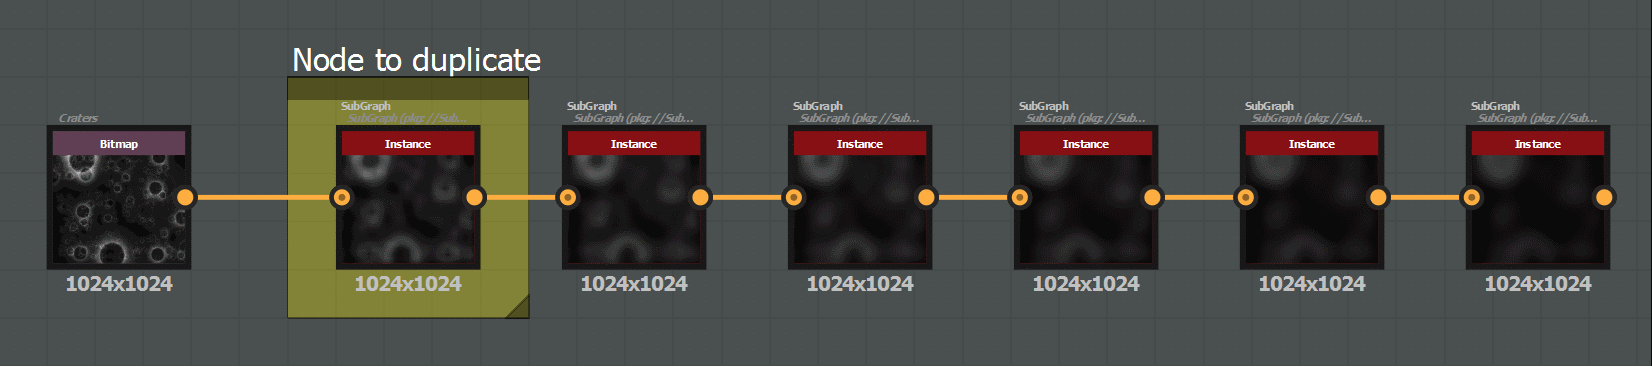 Node to duplicate
Craters
Bitmap
1024x1024
SubGraph
SubGraph (pkg: //Sub...
Instance
1024x1024
SubGraph
SubGraph (pkg: //Sub...
Instance
1024x1024
SubGraph
SubGraph (pkg: //Sub...
Instance
1024x1024
SubGraph
SubGraph (pkg: //Sub...
Instance
1024x1024
SubGraph
SubGraph (pkg: //Sub...
Instance
1024x1024
SubGraph
SubGraph (pkg: //Sub...
Instance
1024x1024